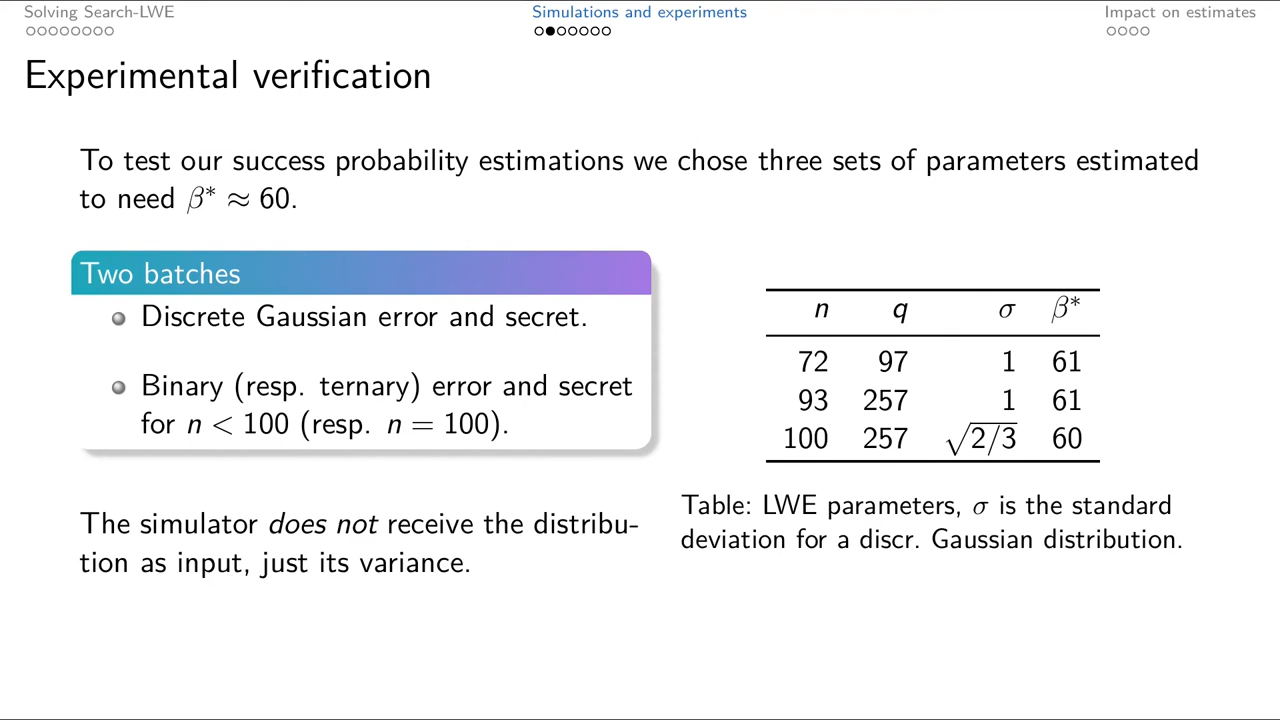 Solving Search-LWE
Simulations and experiments
Impact on estimates
Experimental verification
To test our success probability estimations we chose three sets of parameters estimated
to need β* ≈ 60.
Two batches
Discrete Gaussian error and secret.
Binary (resp. ternary) error and secret
for n < 100 (resp. n = 100).
The simulator does not receive the distribu-
tion as input, just its variance.
n q σ β*
72 97 1 61
93 257 1 61
100 257 √2/3 60
Table: LWE parameters, σ is the standard
deviation for a discr. Gaussian distribution.